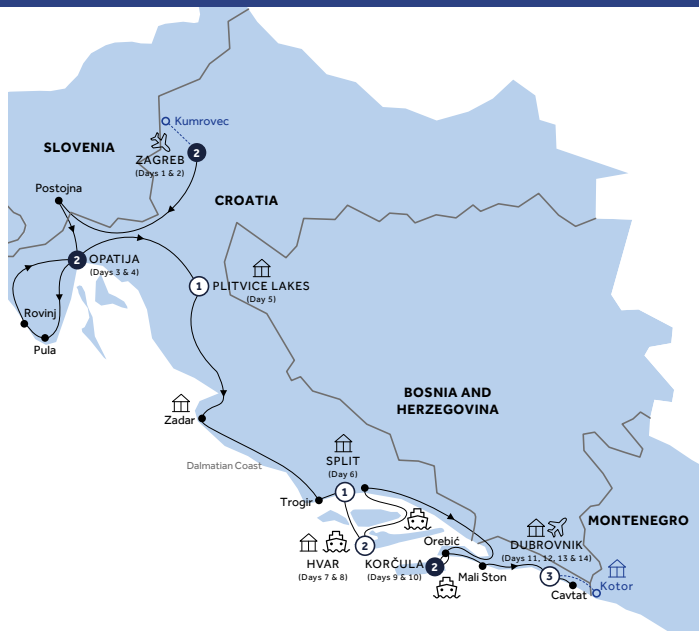 Kumrovec
SLOVENIA
2
ZAGREB
(Days 1 & 2)
Postojna
CROATIA
2
OPATIJA
(Days 3 & 4)
1
PLITVICE LAKES
(Day 5)
Rovinj
Pula
BOSNIA AND
HERZEGOVINA
Zadar
Dalmatian Coast
SPLIT
(Day 6)
1
Trogir
2
HVAR
(Days 7 & 8)
Orebić
KORČULA
(Days 9 & 10)
2
Mali Ston
MONTENEGRO
DUBROVNIK
(Days 11, 12, 13 & 14)
3
Cavtat
Kotor